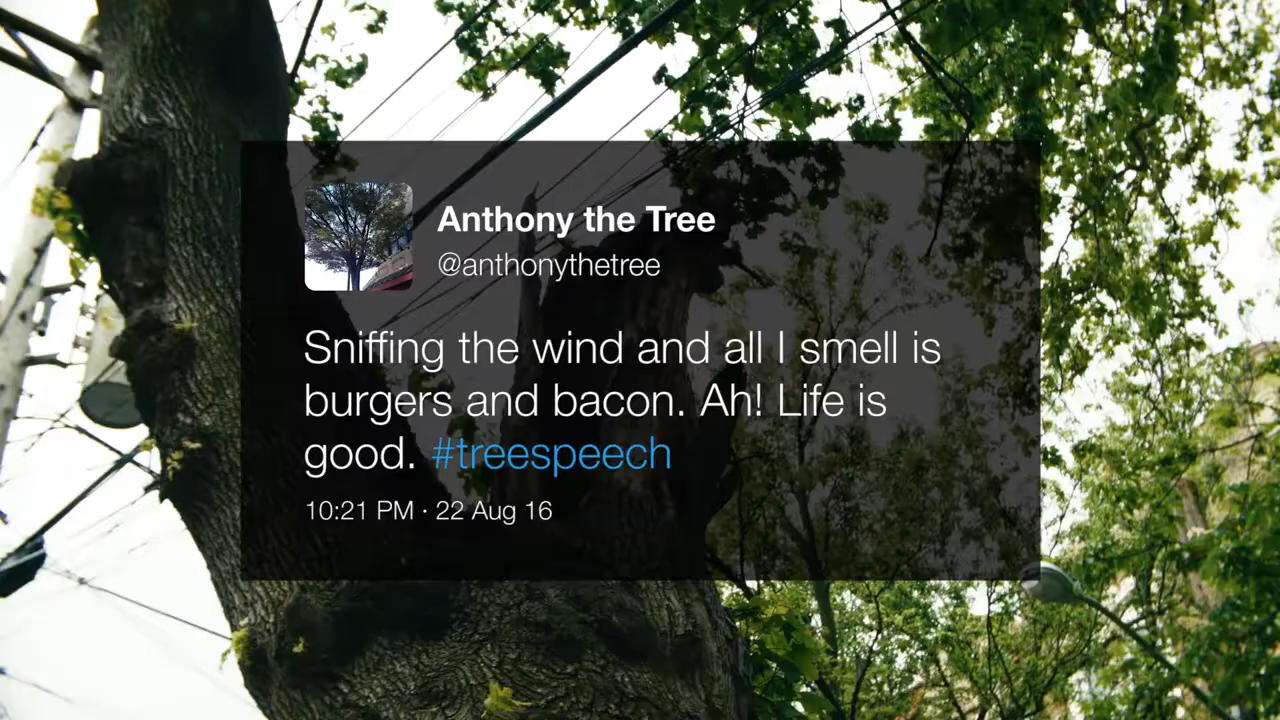 Anthony the Tree
@anthonythetree
Sniffing the wind and all I smell is
burgers and bacon. Ah! Life is
good. #treespeech
10:21 PM · 22 Aug 16